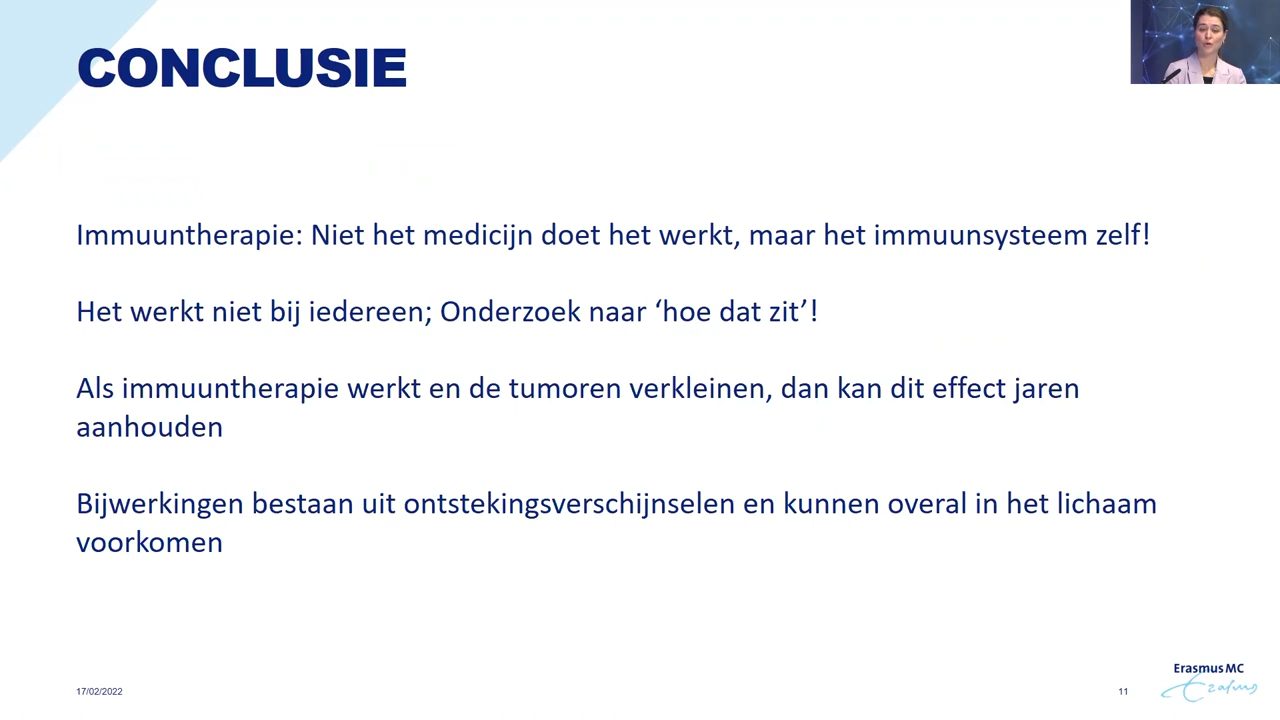 CONCLUSIE
Immuuntherapie: Niet het medicijn doet het werkt, maar het immuunsysteem zelf!
Het werkt niet bij iedereen; Onderzoek naar ‘hoe dat zit’!
Als immuuntherapie werkt en de tumoren verkleinen, dan kan dit effect jaren
aanhouden
Bijwerkingen bestaan uit ontstekingsverschijnselen en kunnen overal in het lichaam
voorkomen
17/02/2022
11
Erasmus MC
Erasmus